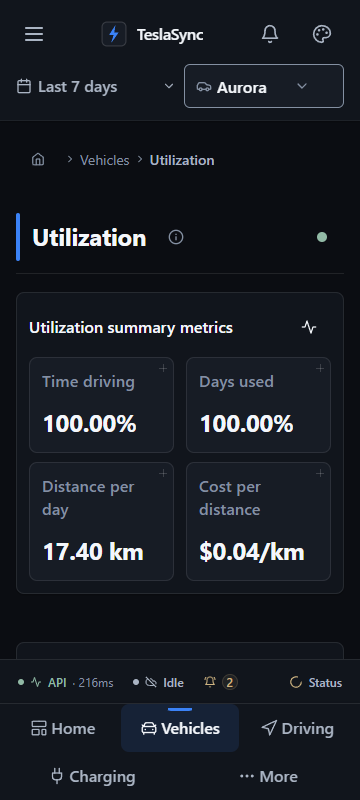 TeslaSync
Last 7 days
Aurora
Vehicles
Utilization
Utilization
Utilization summary metrics
Time driving
100.00%
Days used
100.00%
Distance per
day
17.40 km
Cost per
distance
$0.04/km
API · 216ms
Idle
2
Status
Home
Vehicles
Driving
Charging
More